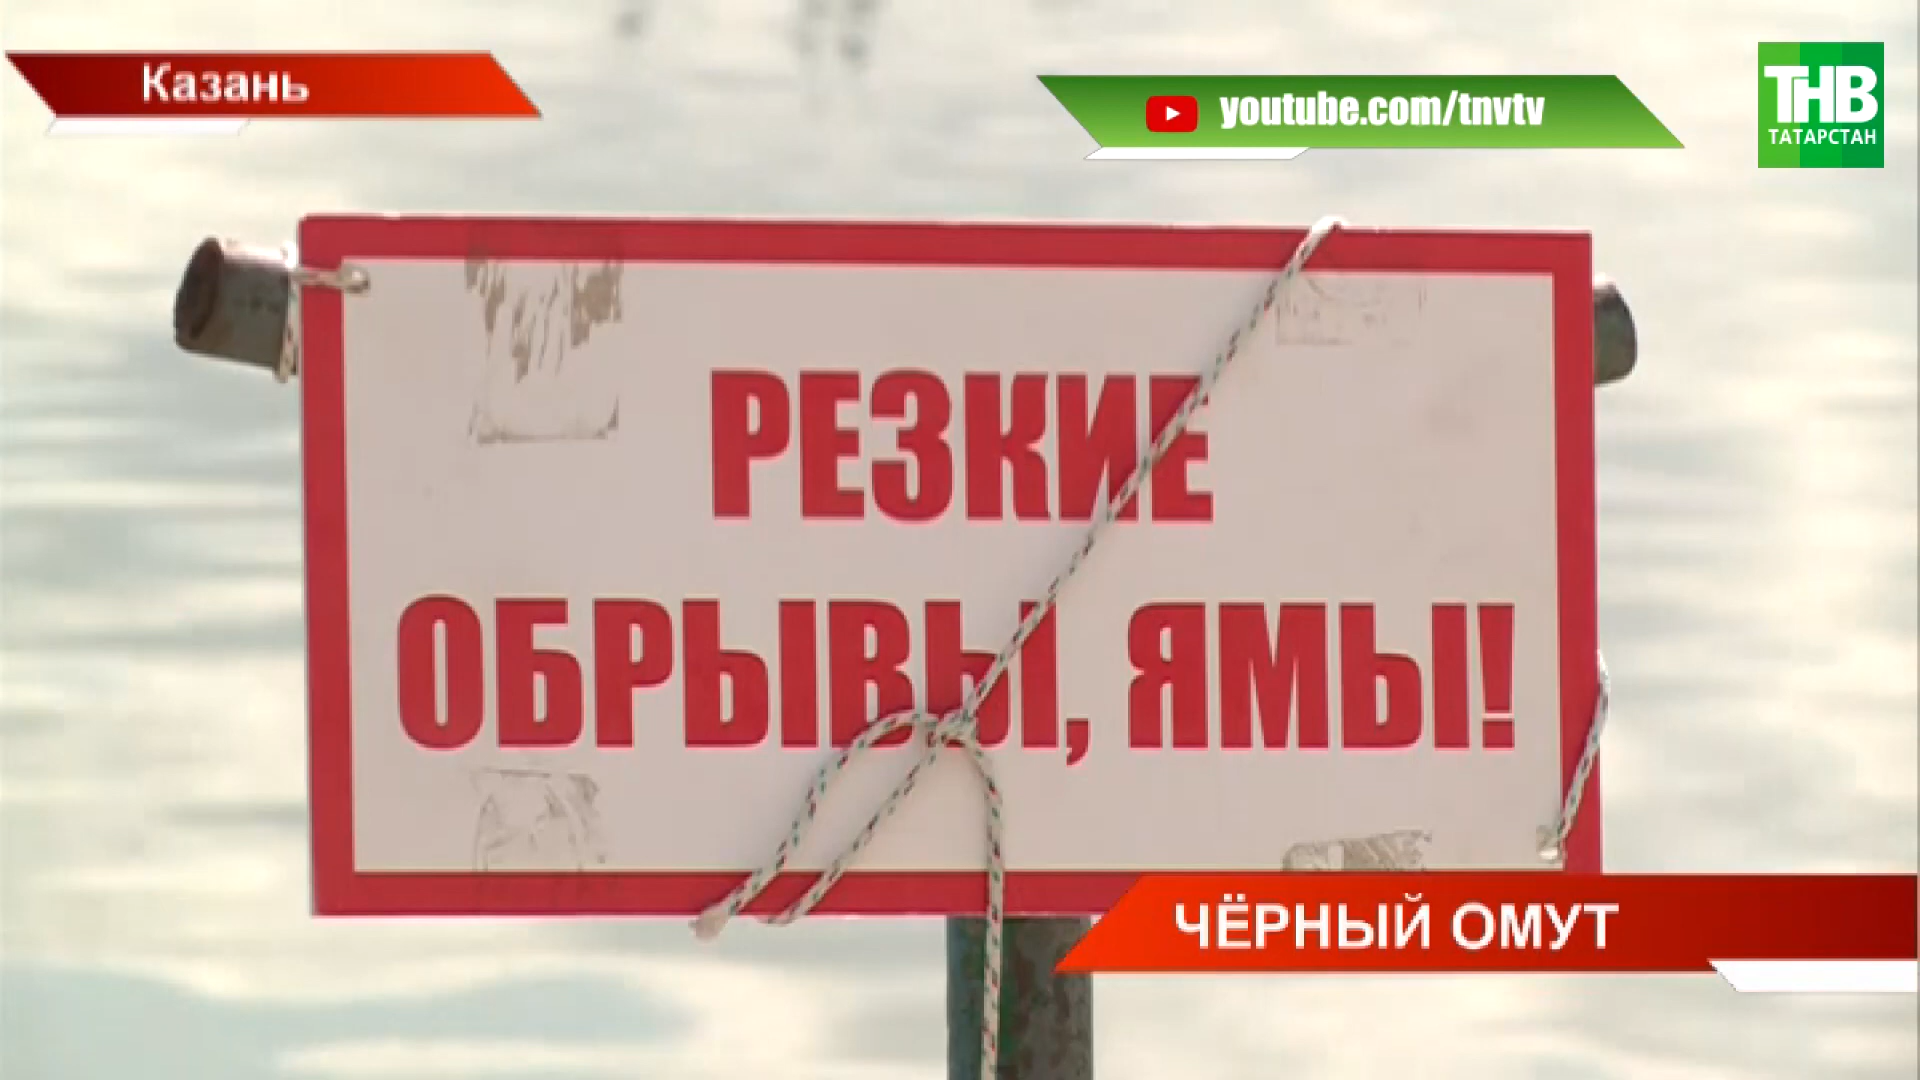 Казань
youtube.com/tnvtv
ТНВ
ТАТАРСТАН
РЕЗКИЕ
ОБРЫВЫ, ЯМЫ!
ЧЁРНЫЙ ОМУТ